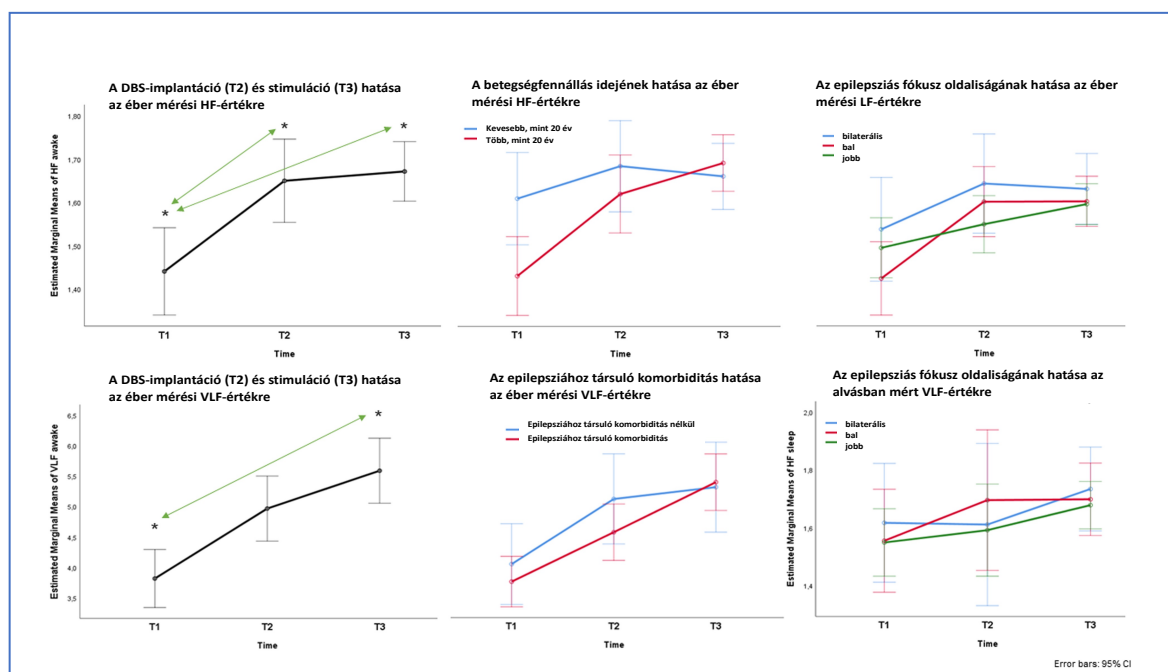 A DBS-implantáció (T2) és stimuláció (T3) hatása
az éber mérési HF-értékre
Estimated Marginal Means of HF awake
1,80
1,70
1,60
1,50
1,40
*
*
*
T1
T2
T3
Time
A betegségfennállás idejének hatása az éber
mérési HF-értékre
Kevesebb, mint 20 év
Több, mint 20 év
T1
T2
T3
Time
Az epilepsziás fókusz oldaliságának hatása az éber
mérési LF-értékre
bilaterális
bal
jobb
T1
T2
T3
Time
A DBS-implantáció (T2) és stimuláció (T3) hatása
az éber mérési VLF-értékre
Estimated Marginal Means of VLF awake
6,5
6,0
5,5
5,0
4,5
4,0
3,5
*
*
T1
T2
T3
Time
Az epilepsziához társuló komorbiditás hatása
az éber mérési VLF-értékre
Epilepsziához társuló komorbiditás nélkül
Epilepsziához társuló komorbiditás
T1
T2
T3
Time
Az epilepsziás fókusz oldaliságának hatása az
alvásban mért VLF-értékre
Estimated Marginal Means of HF sleep
2,0
1,8
1,6
1,4
bilaterális
bal
jobb
T1
T2
T3
Time
Error bars: 95% CI